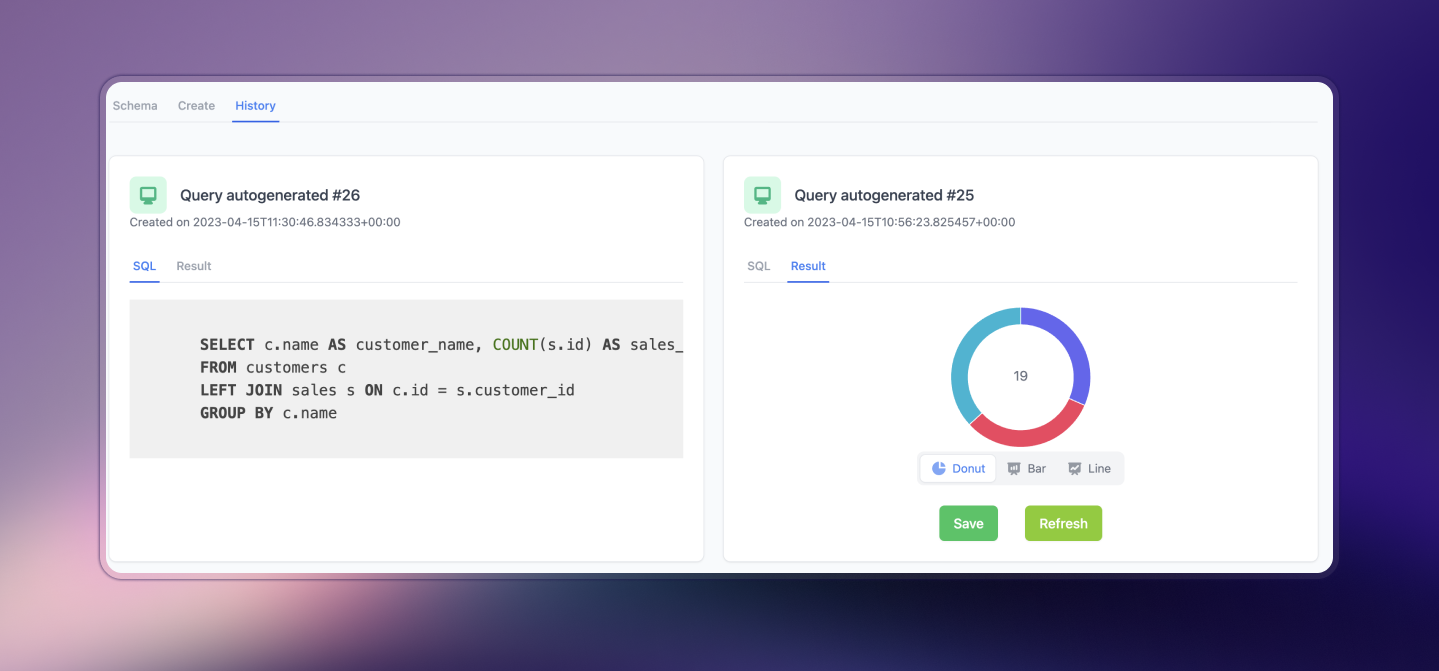 Schema Create History
Query autogenerated #26
Created on 2023-04-15T11:30:46.834333+00:00
SQL Result
SELECT c.name AS customer_name, COUNT(s.id) AS sales_
FROM customers c
LEFT JOIN sales s ON c.id = s.customer_id
GROUP BY c.name
Query autogenerated #25
Created on 2023-04-15T10:56:23.825457+00:00
SQL Result
19
Donut Bar Line
Save Refresh